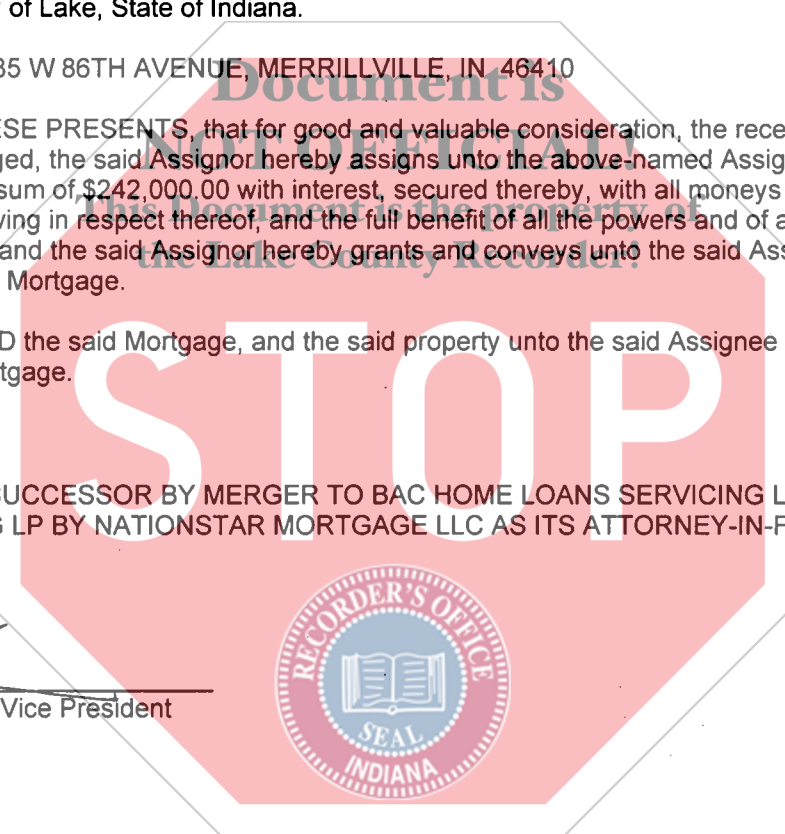 of Lake, State of Indiana.
35 W 86TH AVENUE, MERRILLVILLE, IN 46410
Document is
ESE PRESENTS, that for good and valuable consideration, the rece
NOT OFFICIAL!
ged, the said Assignor hereby assigns unto the above-named Assig
sum of $242,000.00 with interest, secured thereby, with all moneys
This Document is the property of
ving in respect thereof, and the full benefit of all the powers and of a
the Lake County Recorder!
and the said Assignor hereby grants and conveys unto the said Ass
Mortgage.
D the said Mortgage, and the said property unto the said Assignee
tgage.
STOP
SUCCESSOR BY MERGER TO BAC HOME LOANS SERVICING L
G LP BY NATIONSTAR MORTGAGE LLC AS ITS ATTORNEY-IN-F
RECORDER'S OFFICE
SEAL
INDIANA
Vice President